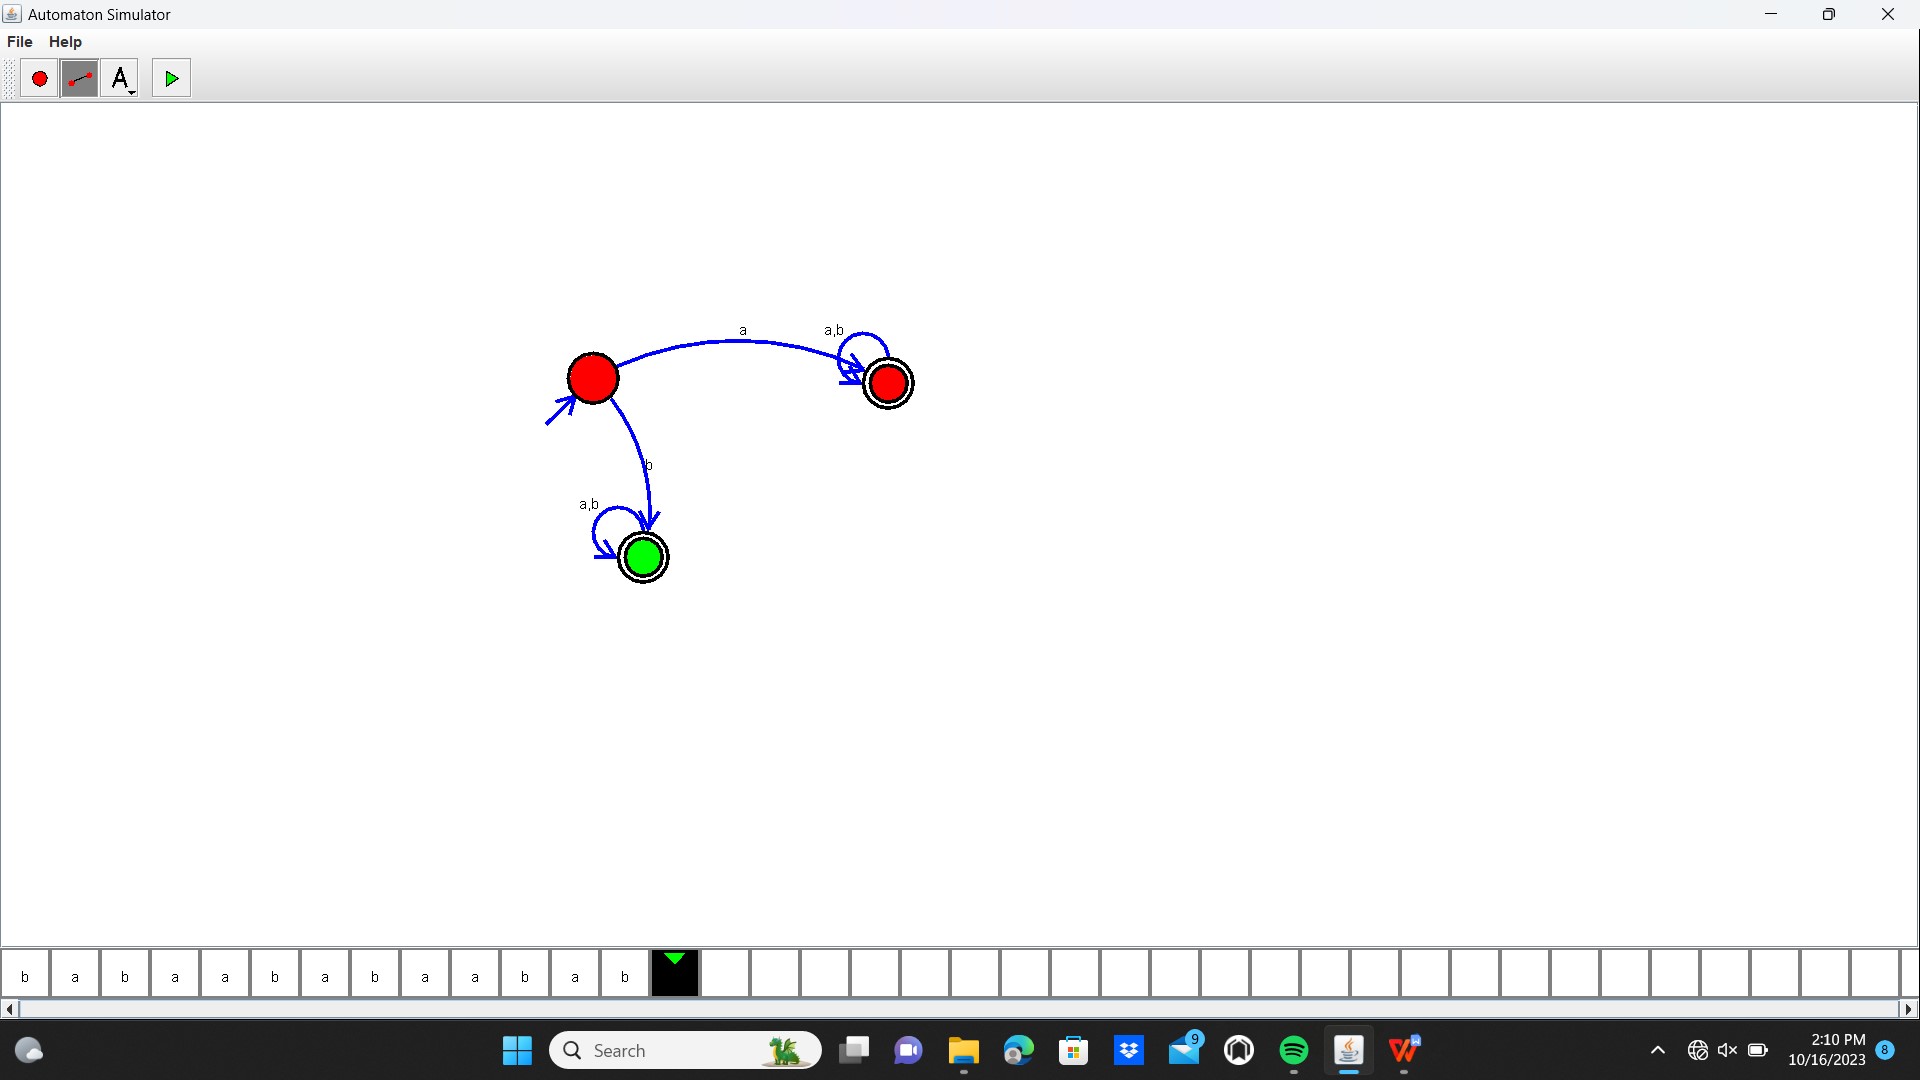 Automaton Simulator
File Help
A
a
a,b
b
a,b
b a b a a b a b a a b a b
Search
9
2:10 PM
10/16/2023
8